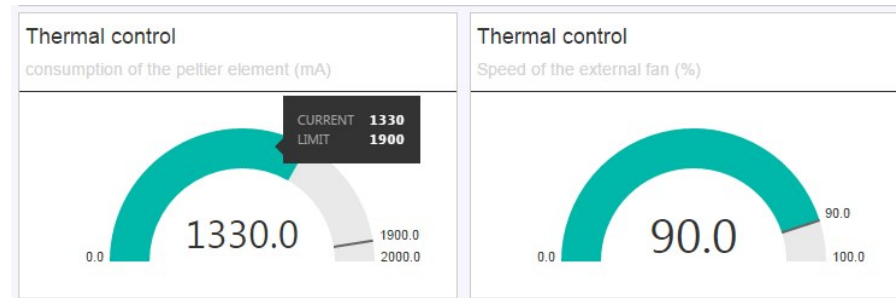 Thermal control
consumption of the peltier element (mA)
CURRENT 1330
LIMIT 1900
1330.0
0.0
1900.0
2000.0
Thermal control
Speed of the external fan (%)
90.0
0.0
90.0
100.0